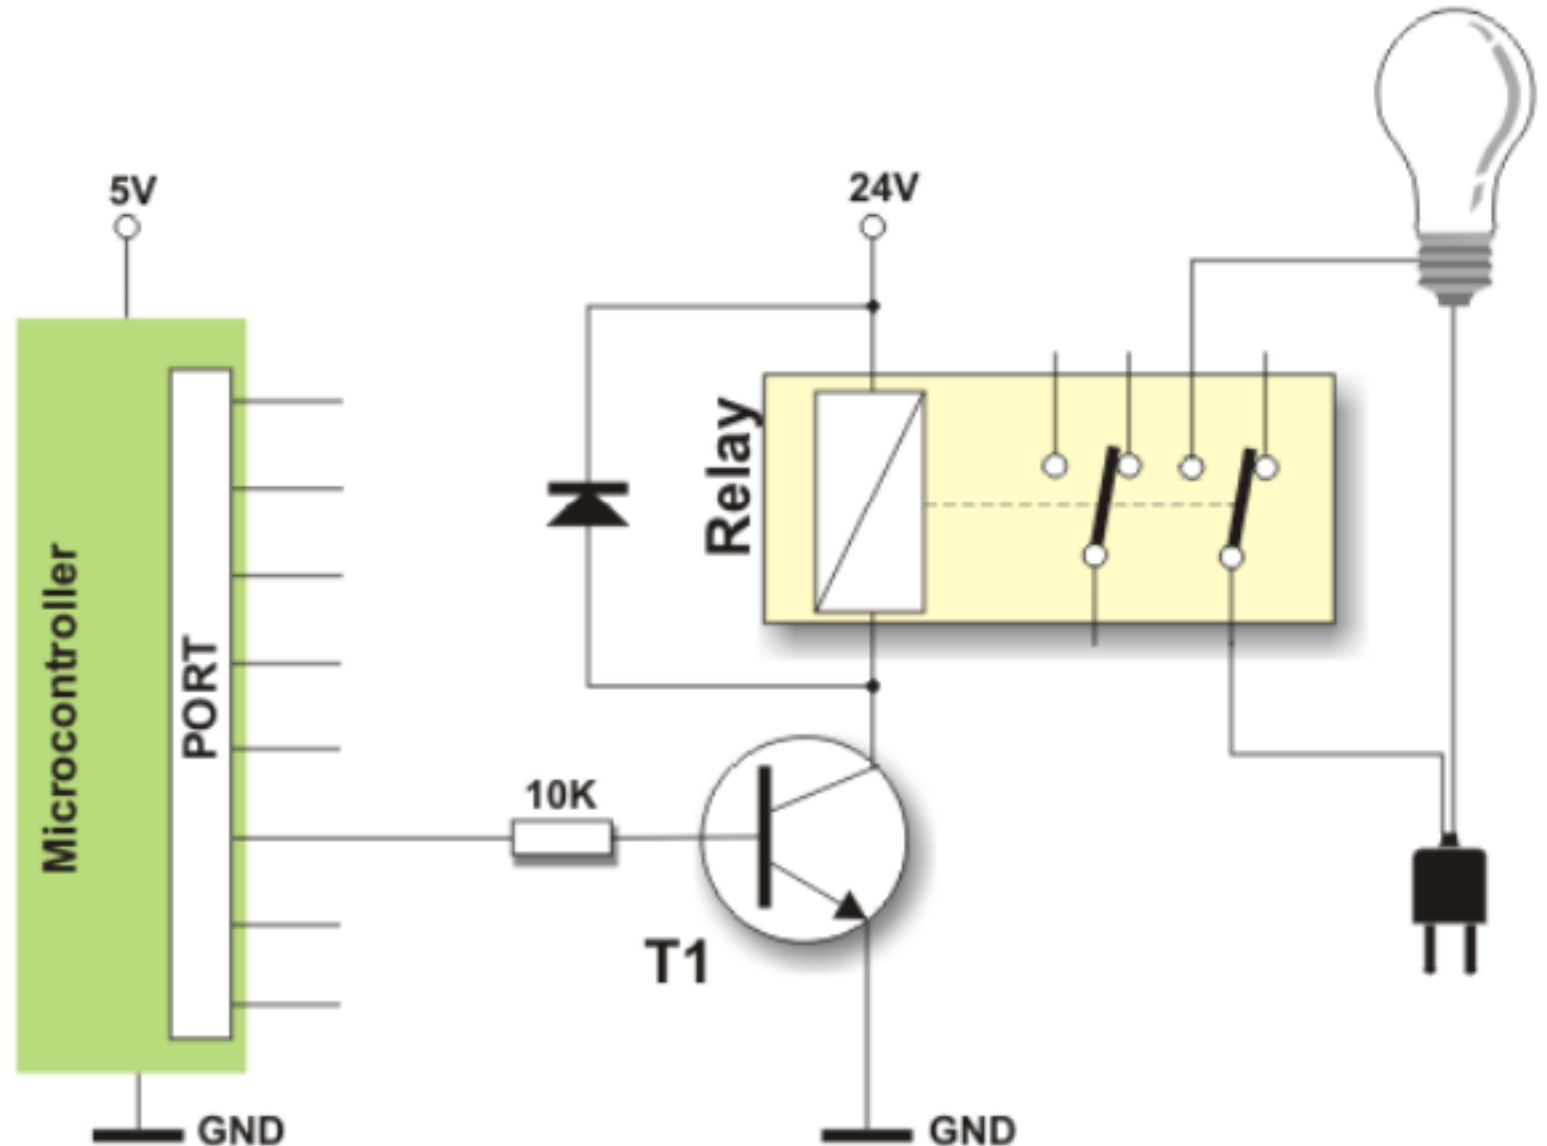 5V
24V
Relay
Microcontroller
PORT
10K
T1
GND
GND